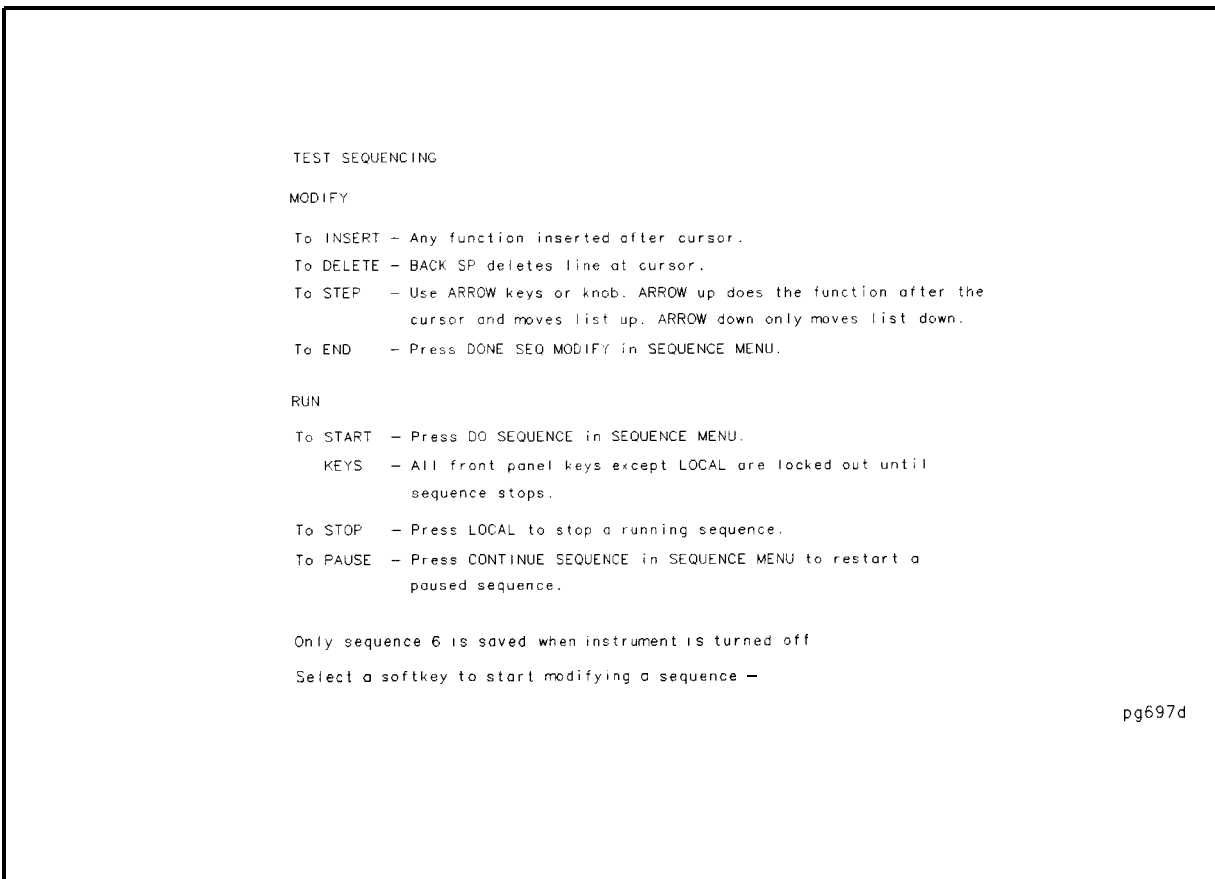 TEST SEQUENCING
MODIFY
To INSERT – Any function inserted after cursor.
To DELETE – BACK SP deletes line at cursor.
To STEP – Use ARROW keys or knob. ARROW up does the function after the
cursor and moves list up. ARROW down only moves list down.
To END – Press DONE SEQ MODIFY in SEQUENCE MENU.
RUN
To START – Press DO SEQUENCE in SEQUENCE MENU.
KEYS – All front panel keys except LOCAL are locked out until
sequence stops.
To STOP – Press LOCAL to stop a running sequence.
To PAUSE – Press CONTINUE SEQUENCE in SEQUENCE MENU to restart a
paused sequence.
Only sequence 6 is saved when instrument is turned off
Select a softkey to start modifying a sequence –
pg697d